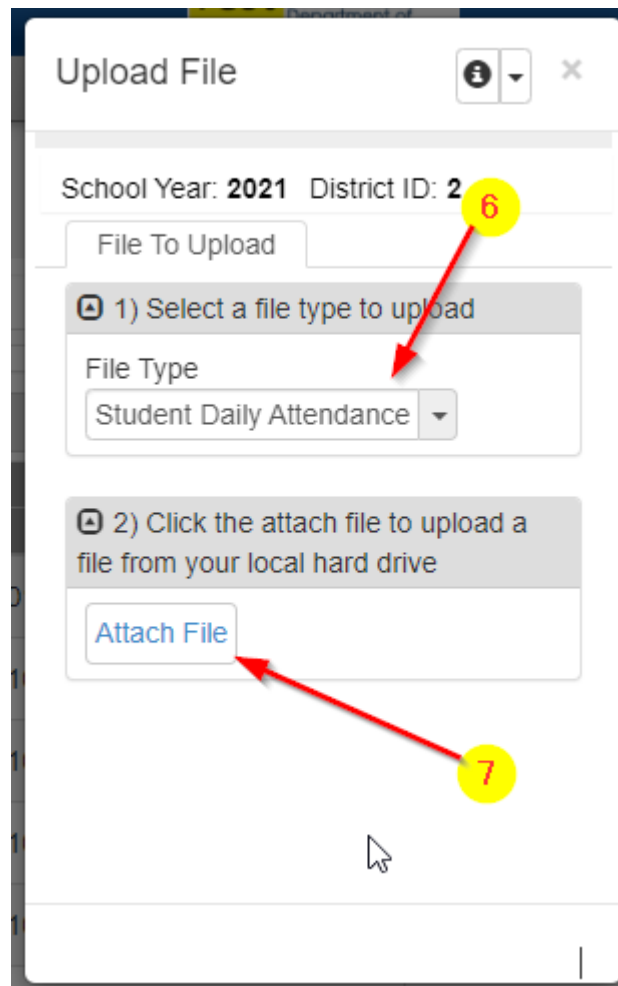 Department of
Upload File
School Year: 2021 District ID: 2
6
File To Upload
1) Select a file type to upload
File Type
Student Daily Attendance
2) Click the attach file to upload a
file from your local hard drive
Attach File
7